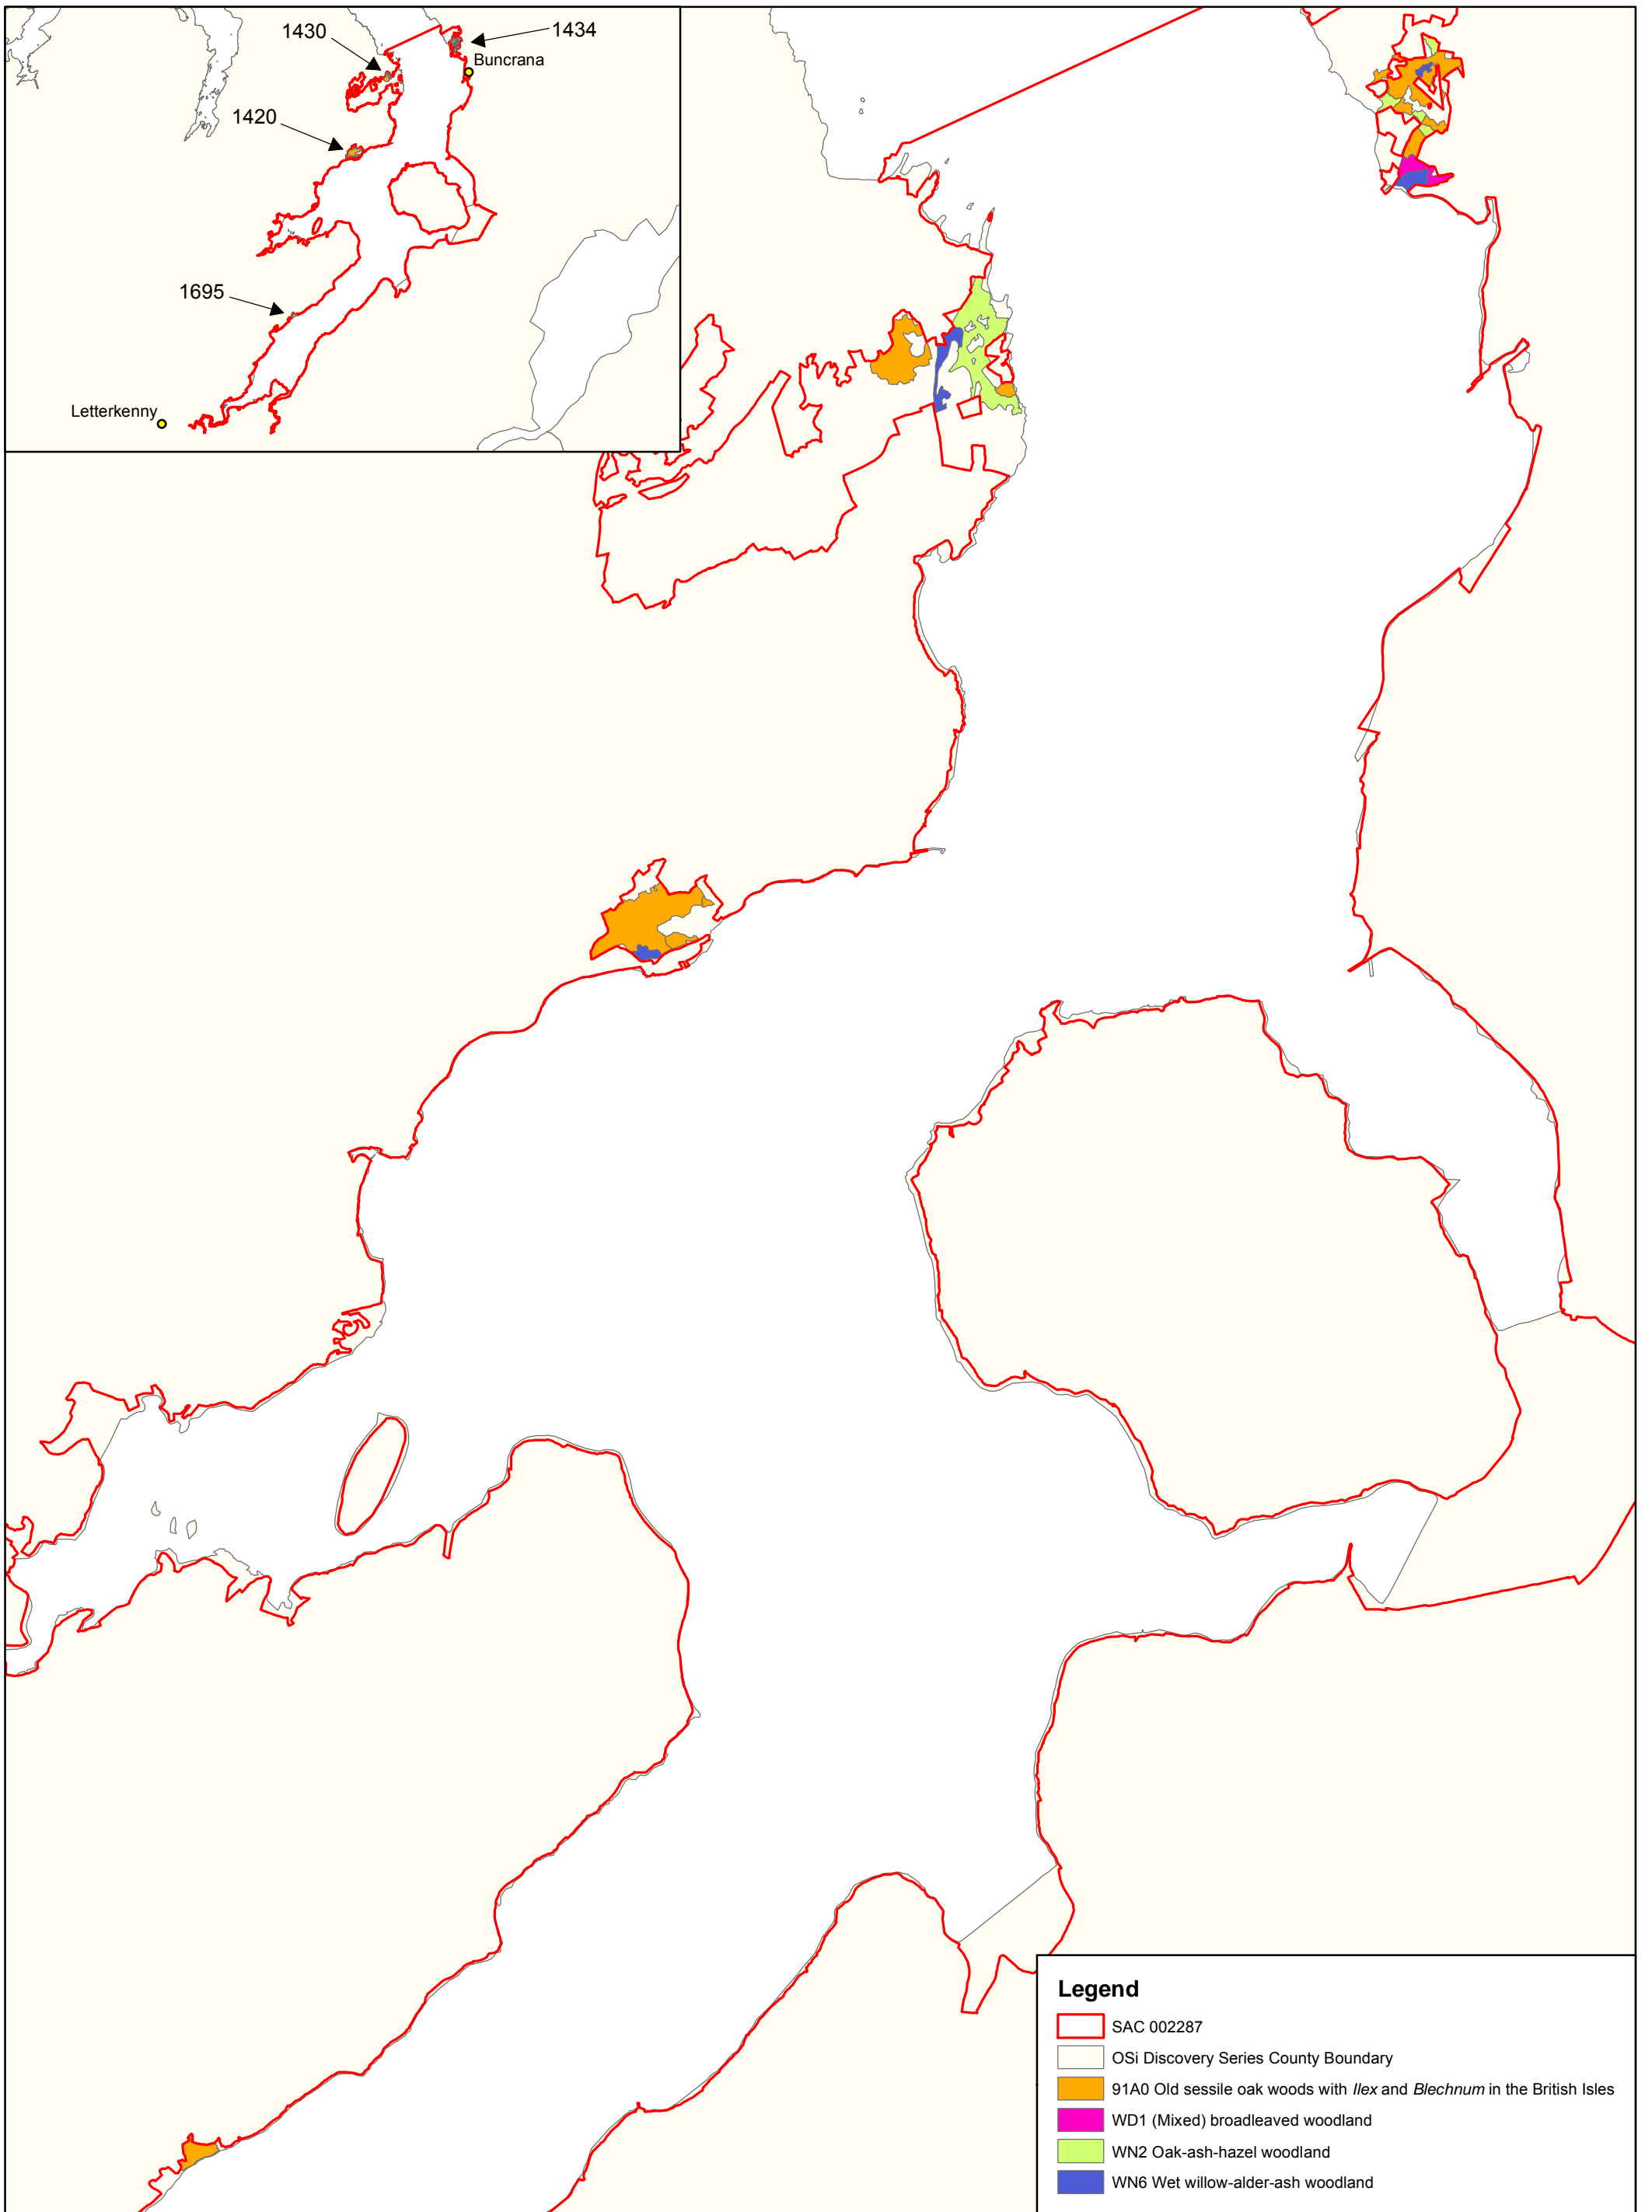 1430
1434
Buncrana
1420
1695
Letterkenny
Legend
SAC 002287
OSi Discovery Series County Boundary
91A0 Old sessile oak woods with Ilex and Blechnum in the British Isles
WD1 (Mixed) broadleaved woodland
WN2 Oak-ash-hazel woodland
WN6 Wet willow-alder-ash woodland